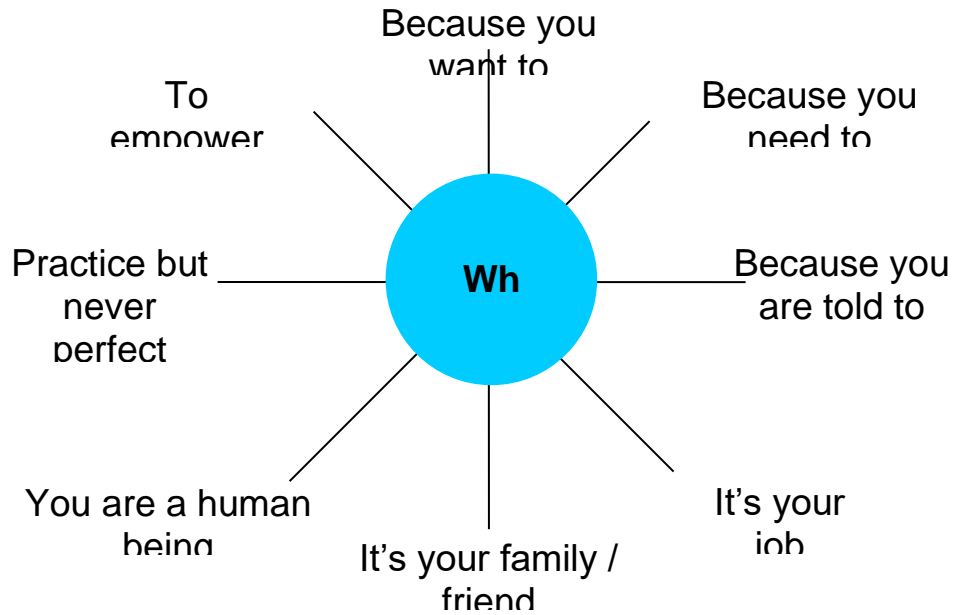 Because you
want to
To
empower
Because you
need to
Practice but
never
perfect
Wh
Because you
are told to
You are a human
being
It's your family /
friend
It's your
job